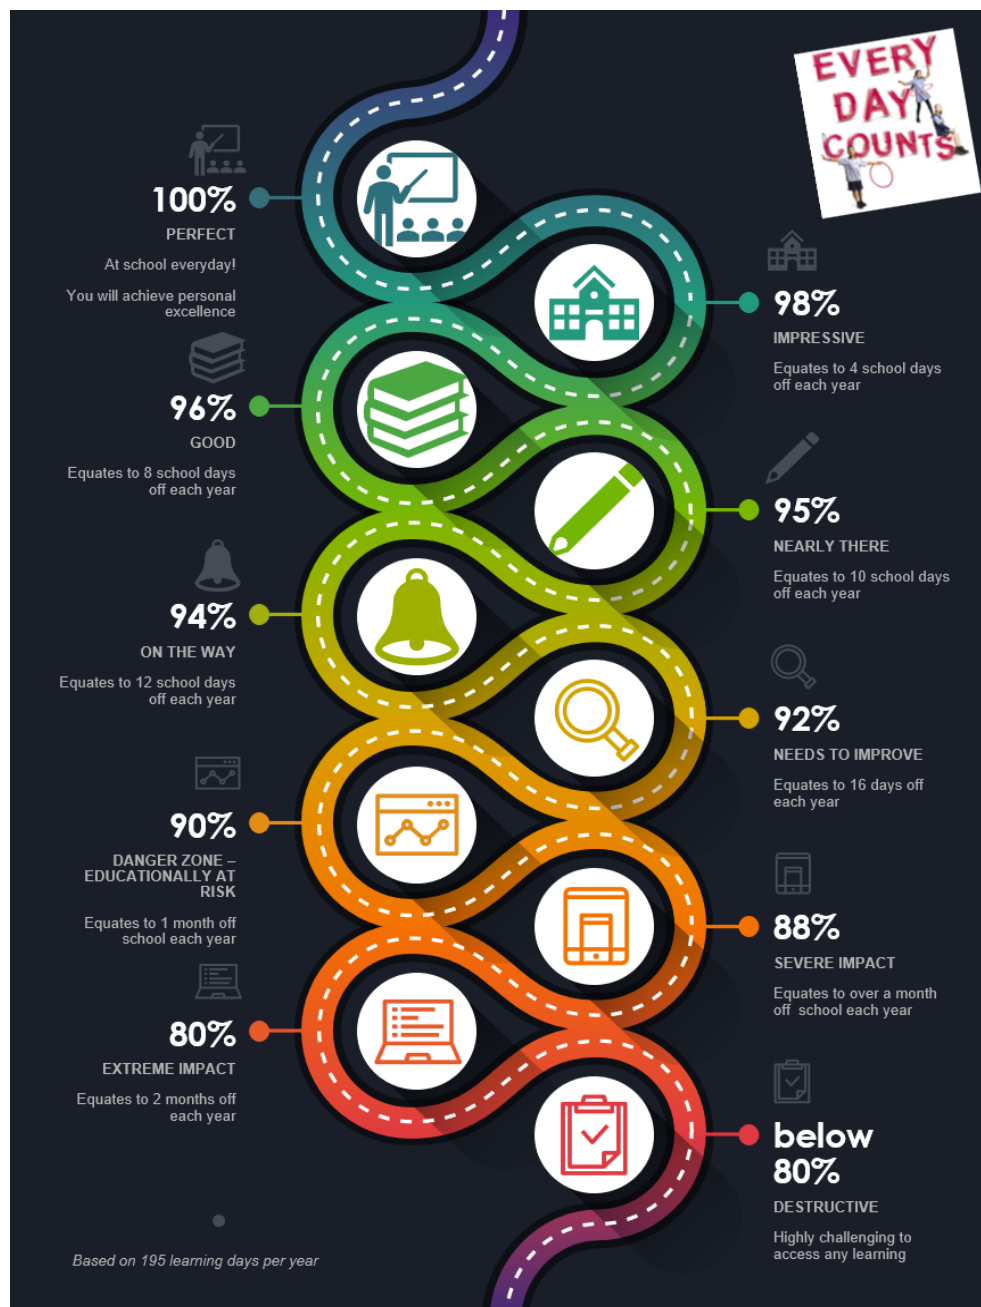 EVERY
DAY
COUNTS
100%
PERFECT
At school everyday!
You will achieve personal
excellence
98%
IMPRESSIVE
Equates to 4 school days
off each year
96%
GOOD
Equates to 8 school days
off each year
95%
NEARLY THERE
Equates to 10 school days
off each year
94%
ON THE WAY
Equates to 12 school days
off each year
92%
NEEDS TO IMPROVE
Equates to 16 days off
each year
90%
DANGER ZONE –
EDUCATIONALLY AT
RISK
Equates to 1 month off
school each year
88%
SEVERE IMPACT
Equates to over a month
off school each year
80%
EXTREME IMPACT
Equates to 2 months off
each year
below
80%
DESTRUCTIVE
Highly challenging to
access any learning
Based on 195 learning days per year